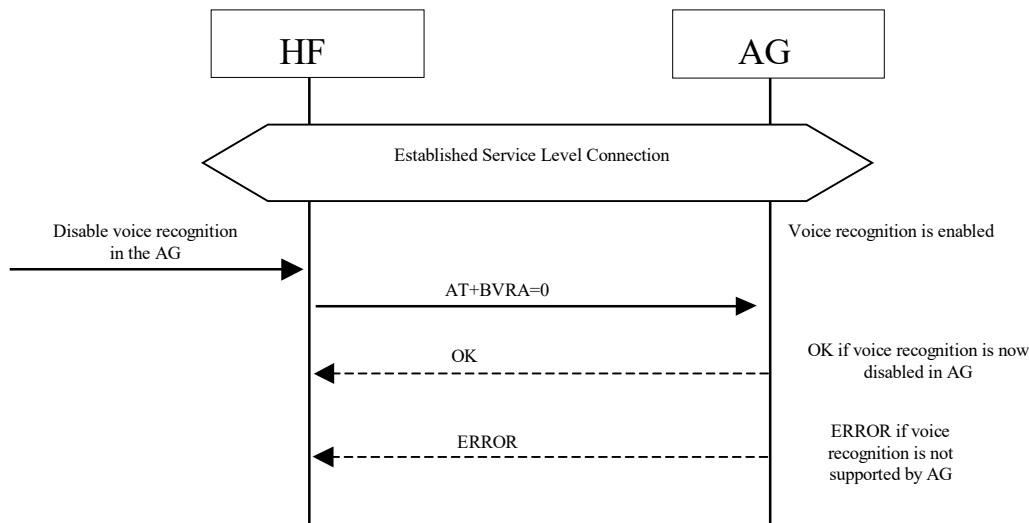 HF
AG
Established Service Level Connection
Disable voice recognition
in the AG
Voice recognition is enabled
AT+BVRA=0
OK
OK if voice recognition is now
disabled in AG
ERROR
ERROR if voice
recognition is not
supported by AG